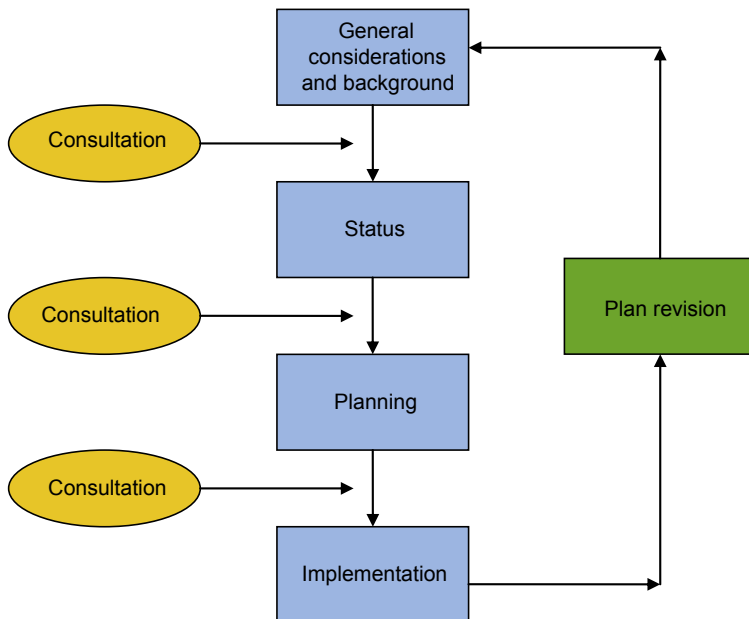 General
considerations
and background
Consultation
Status
Consultation
Plan revision
Planning
Consultation
Implementation